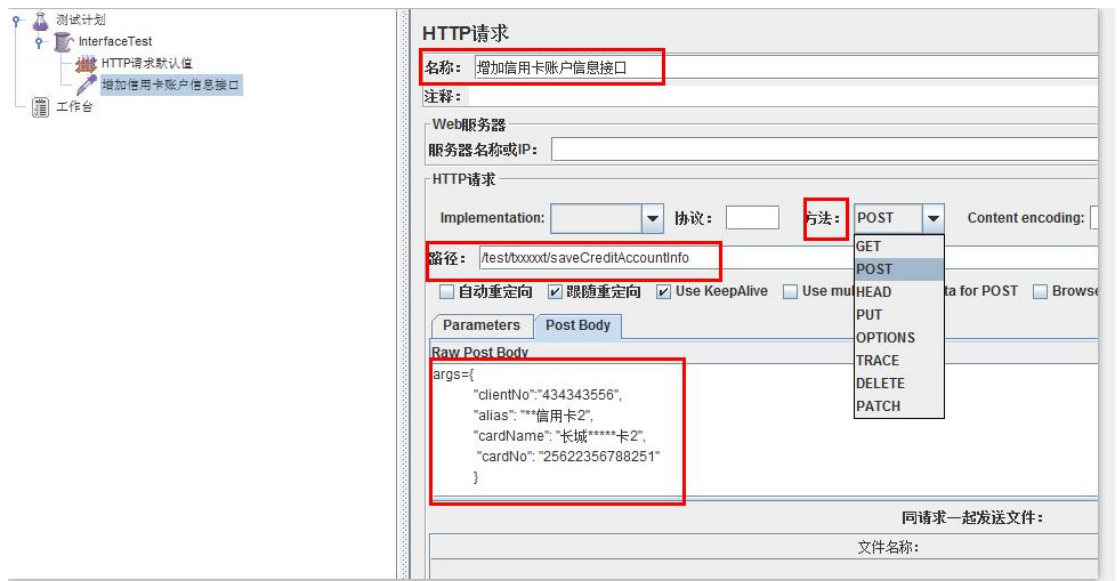 测试计划
InterfaceTest
HTTP请求默认值
增加信用卡账户信息接口
工作台
HTTP请求
名称： 增加信用卡账户信息接口
注释：
Web服务器
服务器名称或IP：
HTTP请求
Implementation: 协议： 方法： POST Content encoding:
GET
路径： /test/txxxxt/saveCreditAccountInfo
POST
自动重定向 跟随重定向 Use KeepAlive Use mul HEAD ta for POST Browse
PUT
Parameters Post Body
OPTIONS
Raw Post Body
TRACE
args={
DELETE
"clientNo":"434343556",
PATCH
"alias": "**信用卡2",
"cardName": "长城*****卡2",
"cardNo": "25622356788251"
}
同请求一起发送文件：
文件名称：